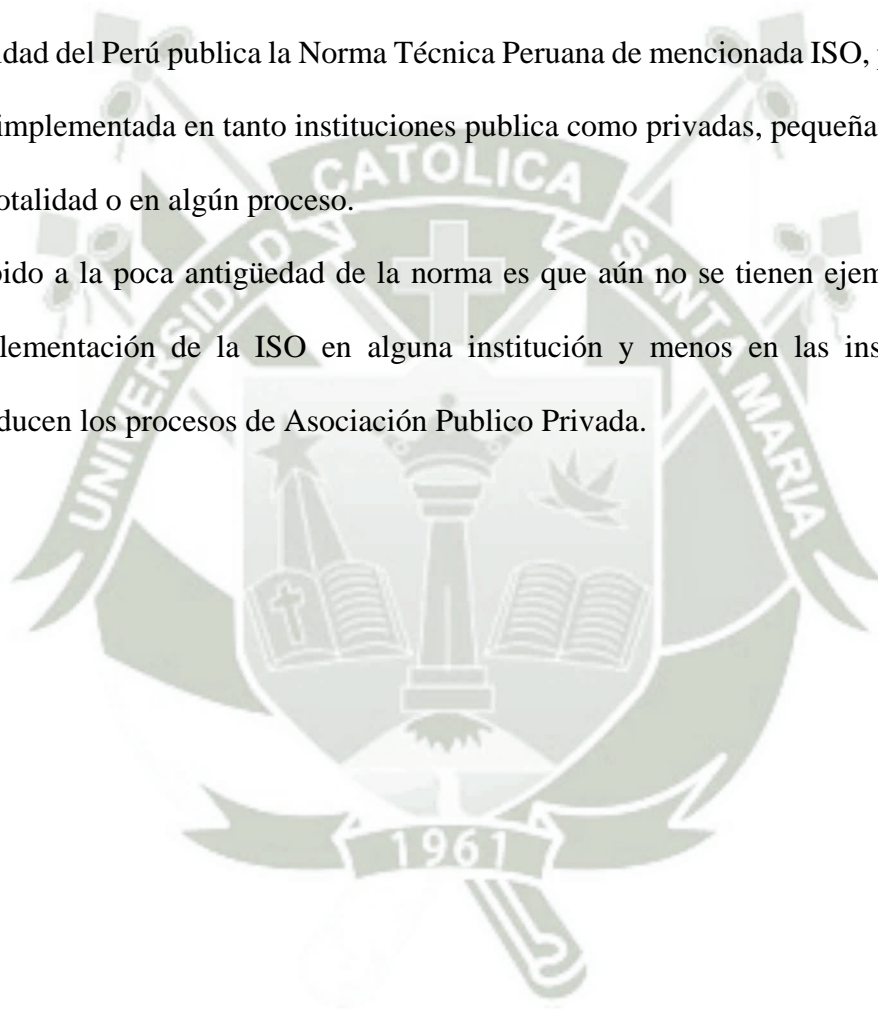 idad del Perú publica la Norma Técnica Peruana de mencionada ISO,
implementada en tanto instituciones publica como privadas, pequeña
otalidad o en algún proceso.
bido a la poca antigüedad de la norma es que aún no se tienen ejem
plementación de la ISO en alguna institución y menos en las ins
ducen los procesos de Asociación Publico Privada.
UNIVERSIDAD CATOLICA SANTA MARIA
1961